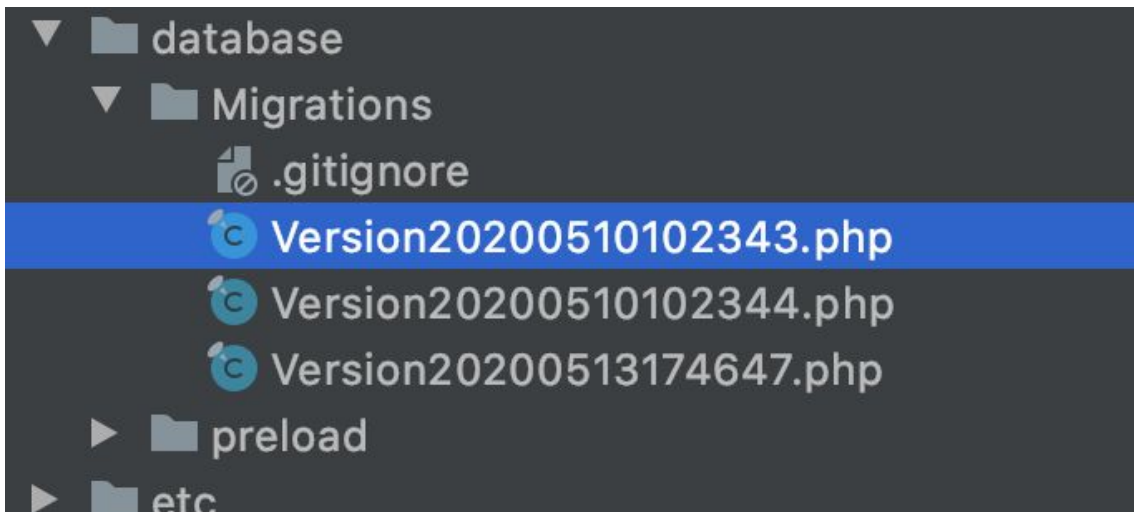 database
Migrations
.gitignore
Version20200510102343.php
Version20200510102344.php
Version20200513174647.php
preload
etc